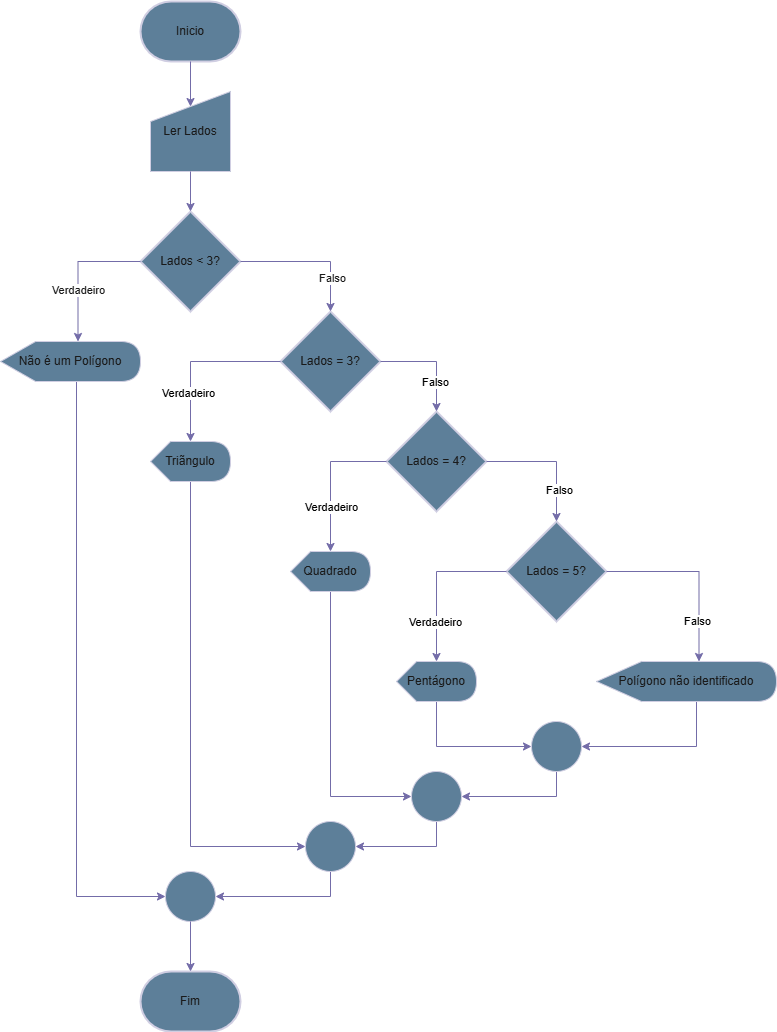 Inicio
Ler Lados
Lados < 3?
Verdadeiro
Falso
Não é um Polígono
Lados = 3?
Verdadeiro
Falso
Triãngulo
Lados = 4?
Verdadeiro
Falso
Quadrado
Lados = 5?
Verdadeiro
Falso
Pentágono
Polígono não identificado
Fim